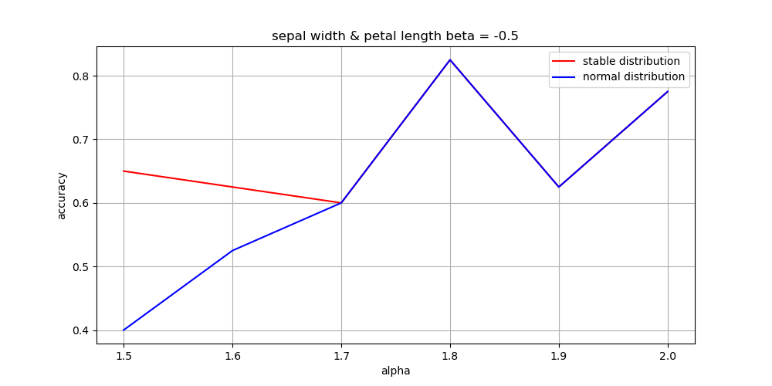 sepal width & petal length beta = -0.5
stable distribution
normal distribution
0.8
0.7
0.6
0.5
0.4
accuracy
1.5 1.6 1.7 1.8 1.9 2.0
alpha